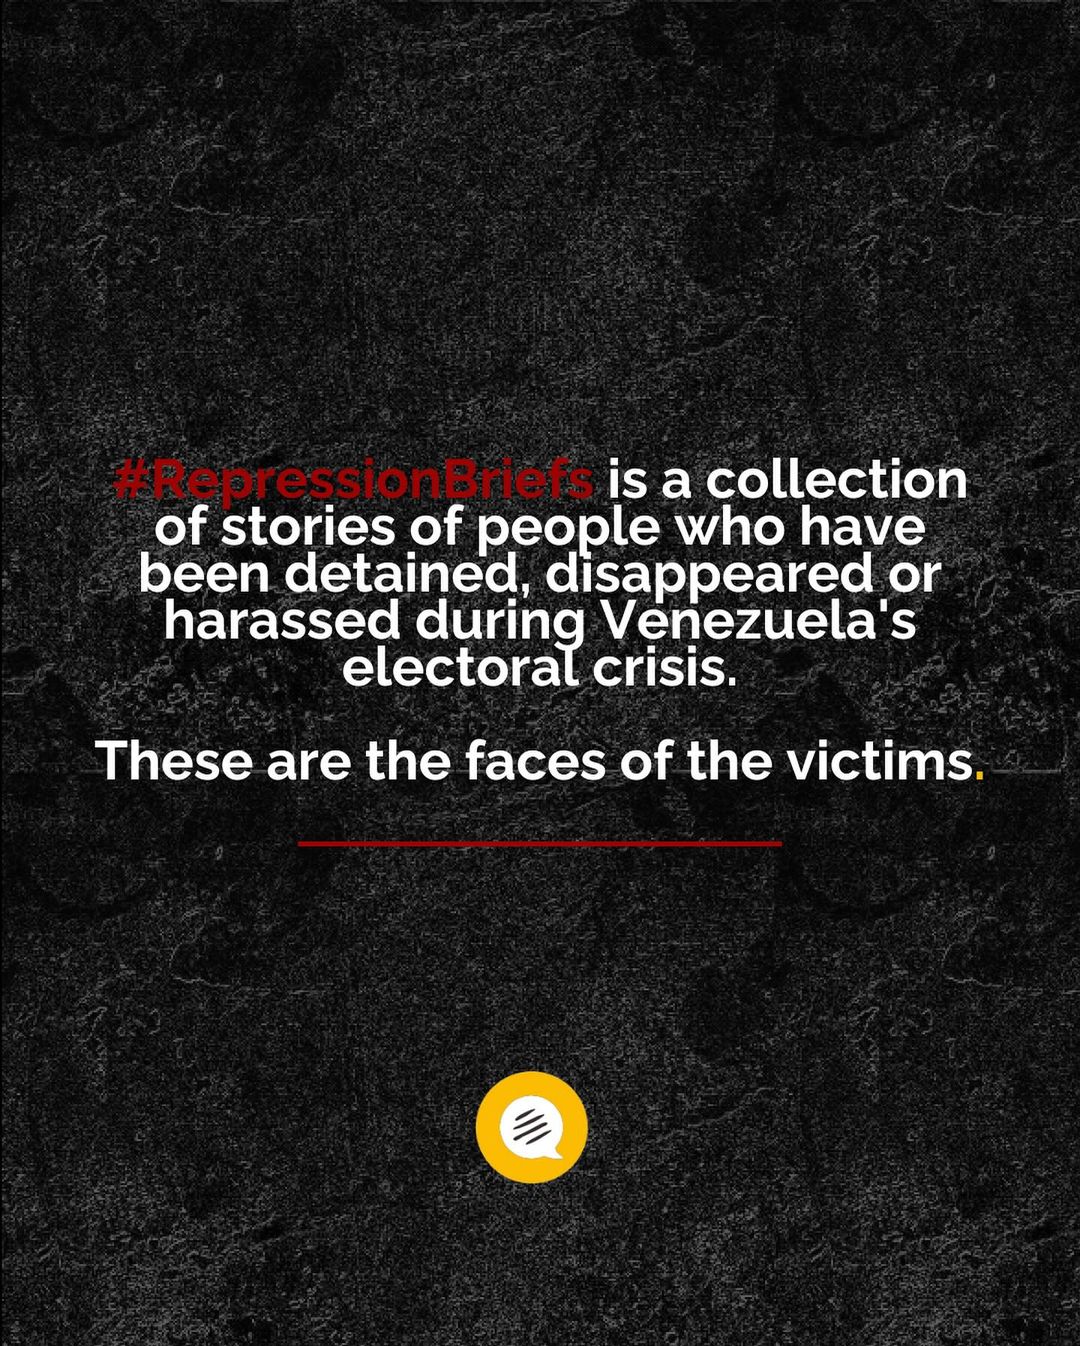 #RepressionBriefs is a collection
of stories of people who have
been detained, disappeared or
harassed during Venezuela's
electoral crisis.
These are the faces of the victims.